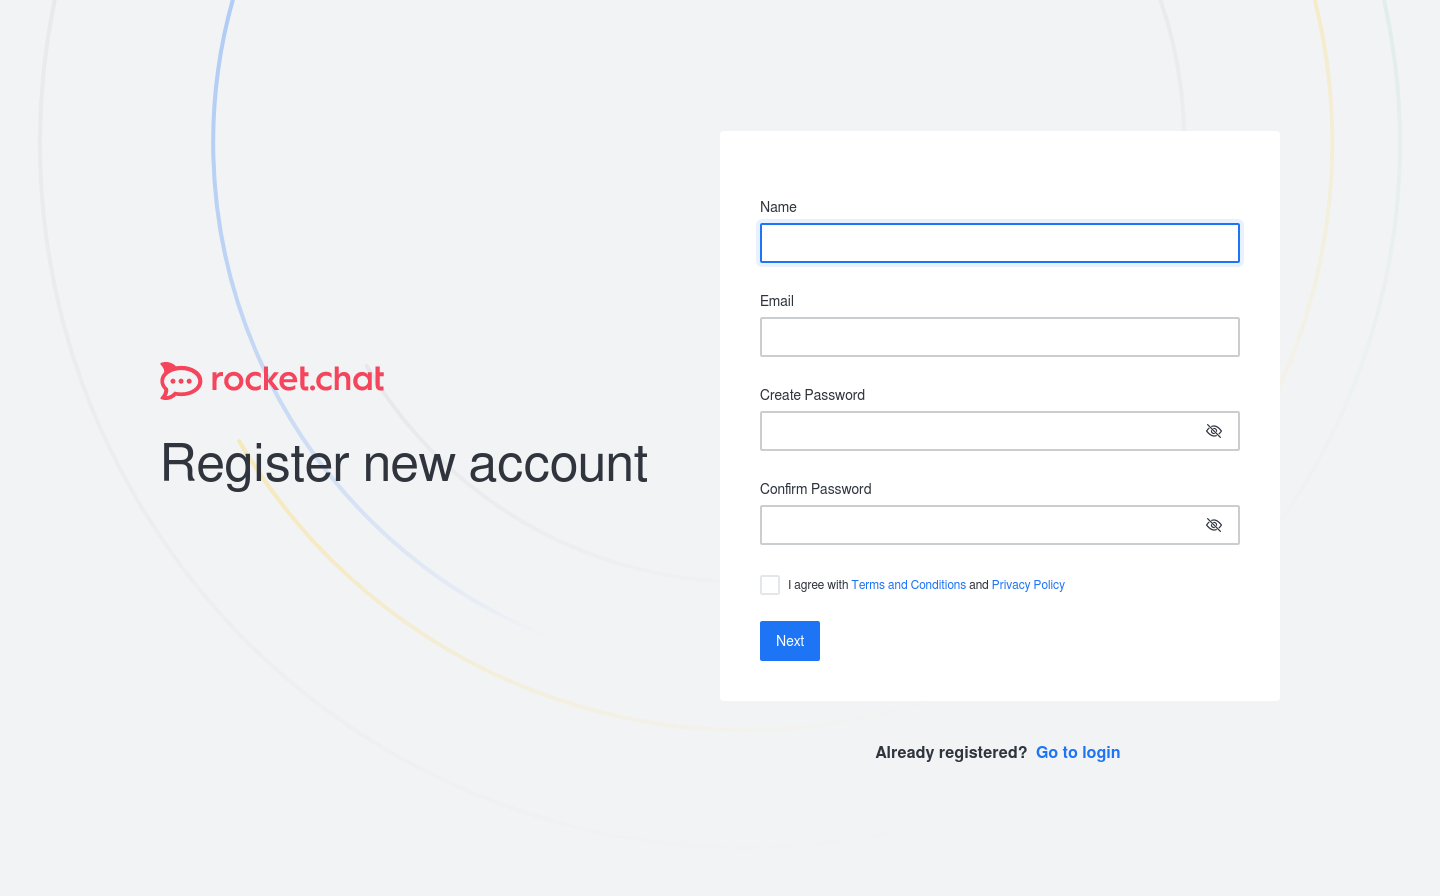 rocket.chat
Register new account
Name
Email
Create Password
Confirm Password
I agree with Terms and Conditions and Privacy Policy
Next
Already registered? Go to login